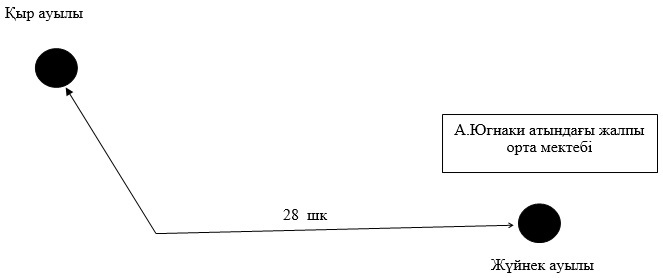 Қыр ауылы
А.Югнаки атындағы жалпы
орта мектебі
28 шк
Жүйнек ауылы